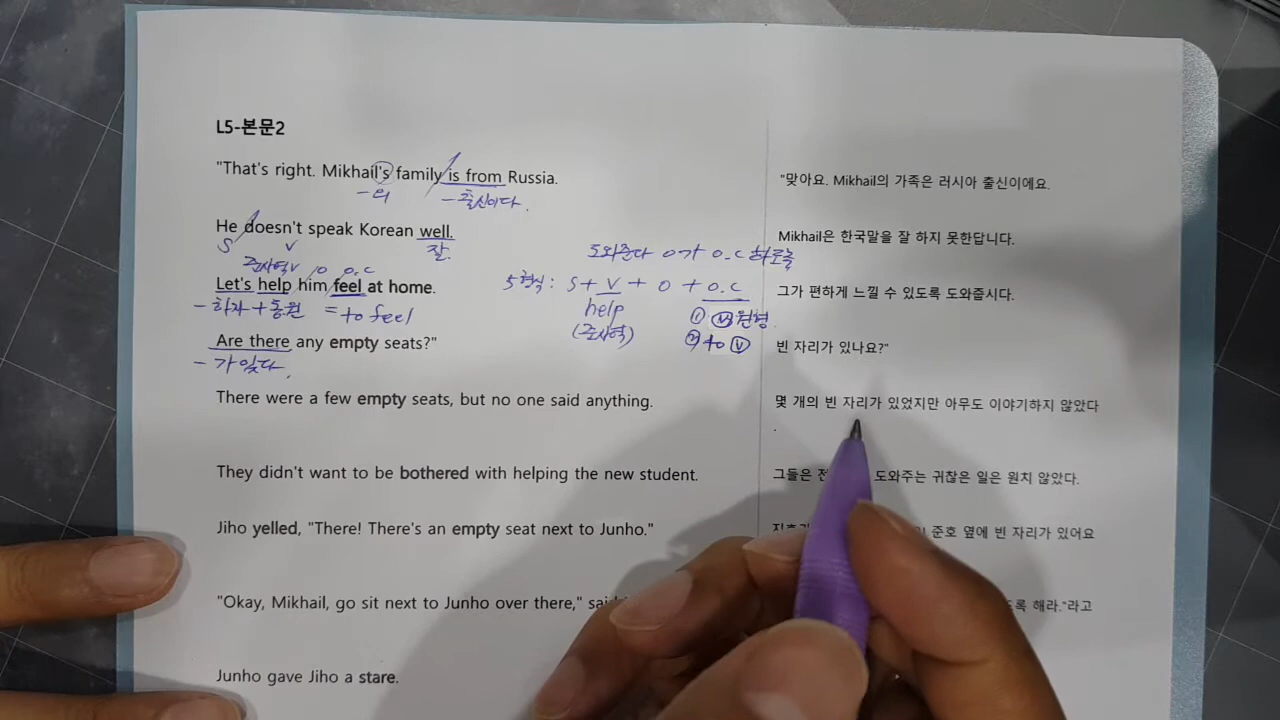 L5-본문2
"That's right. Mikhail's family is from Russia.
"맞아요. Mikhail의 가족은 러시아 출신이에요.
-의
-출신이다.
He doesn't speak Korean well.
Mikhail은 한국말을 잘 하지 못한답니다.
S V 잘.
도와준다 O가 O.C 하도록
준사역V O O.C
5형식: S + V + O + O.C
Let's help him feel at home.
그가 편하게 느낄 수 있도록 도와줍시다.
-하자+동원 = to feel
help ① V원형
(준사역) ② to V
Are there any empty seats?"
빈 자리가 있나요?"
-가 있다.
There were a few empty seats, but no one said anything.
몇 개의 빈 자리가 있었지만 아무도 이야기하지 않았다
.
They didn't want to be bothered with helping the new student.
그들은 도와주는 귀찮은 일은 원치 않았다.
Jiho yelled, "There! There's an empty seat next to Junho."
준호 옆에 빈 자리가 있어요
"Okay, Mikhail, go sit next to Junho over there,"
해라."라고
Junho gave Jiho a stare.